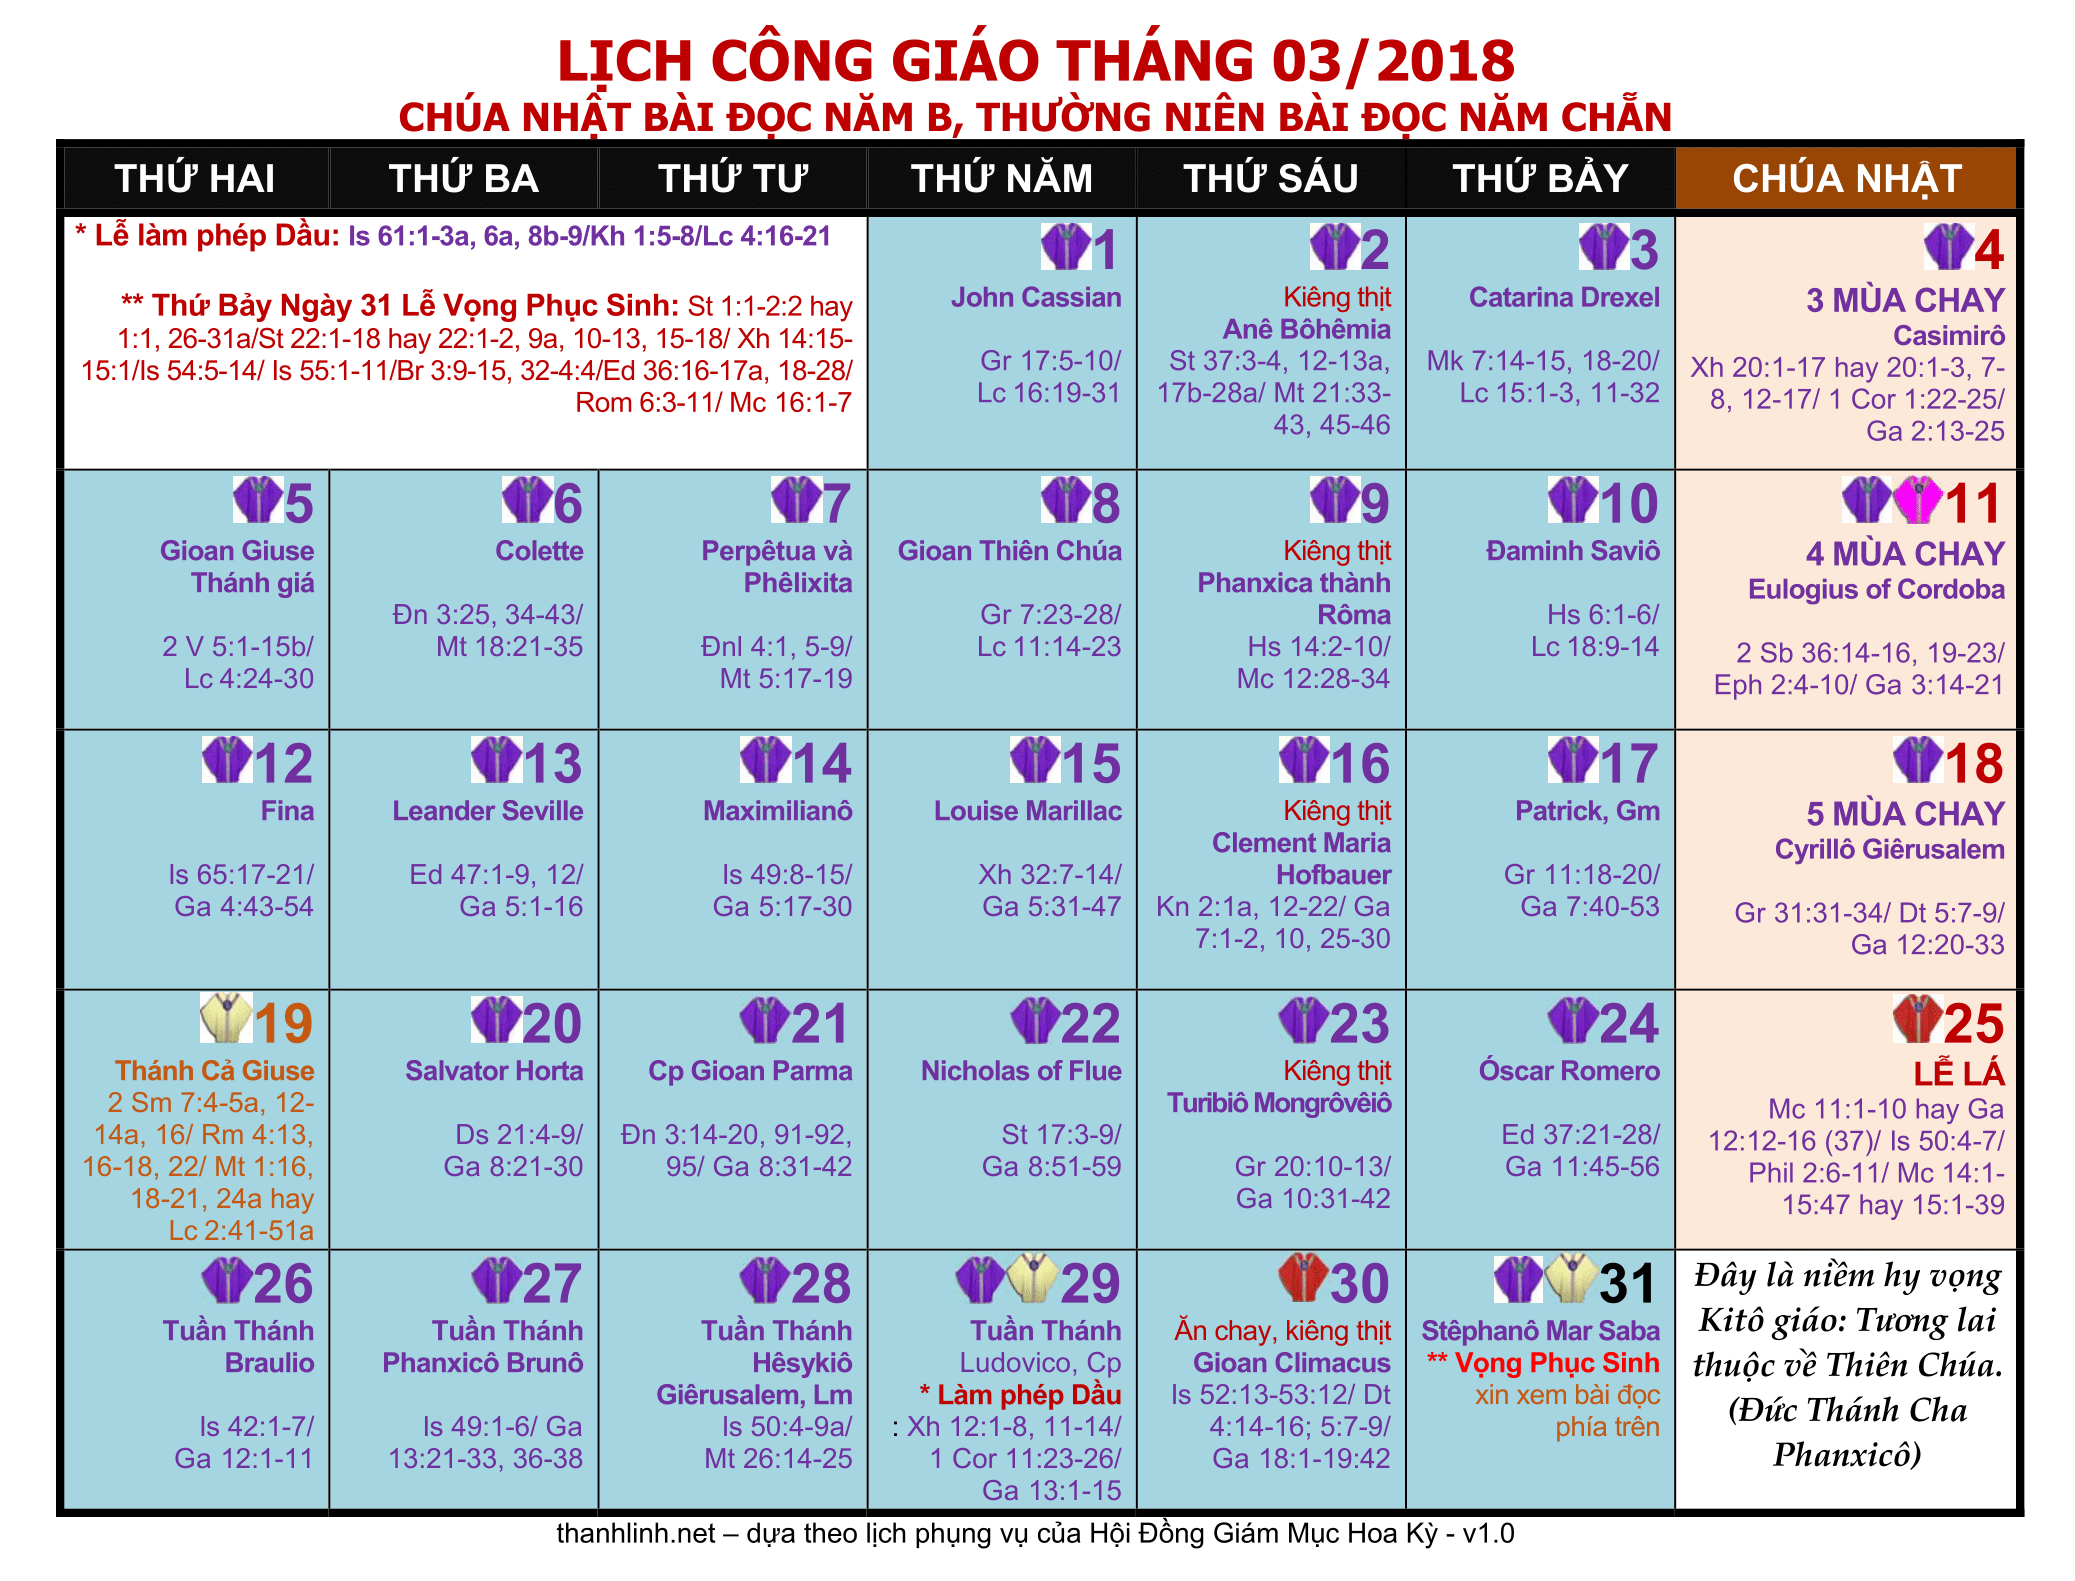 LỊCH CÔNG GIÁO THÁNG 03/2018
CHÚA NHẬT BÀI ĐỌC NĂM B, THƯỜNG NIÊN BÀI ĐỌC NĂM CHẴN
THỨ HAI
THỨ BA
THỨ TƯ
THỨ NĂM
THỨ SÁU
THỨ BẢY
CHÚA NHẬT
* Lễ làm phép Dầu: Is 61:1-3a, 6a, 8b-9/Kh 1:5-8/Lc 4:16-21
** Thứ Bảy Ngày 31 Lễ Vọng Phục Sinh: St 1:1-2:2 hay
1:1, 26-31a/St 22:1-18 hay 22:1-2, 9a, 10-13, 15-18/ Xh 14:15-
15:1/Is 54:5-14/ Is 55:1-11/Br 3:9-15, 32-4:4/Ed 36:16-17a, 18-28/
Rom 6:3-11/ Mc 16:1-7
1
John Cassian
Gr 17:5-10/
Lc 16:19-31
2
Kiêng thịt
Anê Bôhêmia
St 37:3-4, 12-13a,
17b-28a/ Mt 21:33-
43, 45-46
3
Catarina Drexel
Mk 7:14-15, 18-20/
Lc 15:1-3, 11-32
4
3 MÙA CHAY
Casimirô
Xh 20:1-17 hay 20:1-3, 7-
8, 12-17/ 1 Cor 1:22-25/
Ga 2:13-25
5
Gioan Giuse
Thánh giá
2 V 5:1-15b/
Lc 4:24-30
6
Colette
Đn 3:25, 34-43/
Mt 18:21-35
7
Perpêtua và
Phêlixita
Đnl 4:1, 5-9/
Mt 5:17-19
8
Gioan Thiên Chúa
Gr 7:23-28/
Lc 11:14-23
9
Kiêng thịt
Phanxica thành
Rôma
Hs 14:2-10/
Mc 12:28-34
10
Đaminh Saviô
Hs 6:1-6/
Lc 18:9-14
11
4 MÙA CHAY
Eulogius of Cordoba
2 Sb 36:14-16, 19-23/
Eph 2:4-10/ Ga 3:14-21
12
Fina
Is 65:17-21/
Ga 4:43-54
13
Leander Seville
Ed 47:1-9, 12/
Ga 5:1-16
14
Maximilianô
Is 49:8-15/
Ga 5:17-30
15
Louise Marillac
Xh 32:7-14/
Ga 5:31-47
16
Kiêng thịt
Clement Maria
Hofbauer
Kn 2:1a, 12-22/ Ga
7:1-2, 10, 25-30
17
Patrick, Gm
Gr 11:18-20/
Ga 7:40-53
18
5 MÙA CHAY
Cyrillô Giêrusalem
Gr 31:31-34/ Dt 5:7-9/
Ga 12:20-33
19
Thánh Cả Giuse
2 Sm 7:4-5a, 12-
14a, 16/ Rm 4:13,
16-18, 22/ Mt 1:16,
18-21, 24a hay
Lc 2:41-51a
20
Salvator Horta
Ds 21:4-9/
Ga 8:21-30
21
Cp Gioan Parma
Đn 3:14-20, 91-92,
95/ Ga 8:31-42
22
Nicholas of Flue
St 17:3-9/
Ga 8:51-59
23
Kiêng thịt
Turibiô Mongrôvêiô
Gr 20:10-13/
Ga 10:31-42
24
Óscar Romero
Ed 37:21-28/
Ga 11:45-56
25
LỄ LÁ
Mc 11:1-10 hay Ga
12:12-16 (37)/ Is 50:4-7/
Phil 2:6-11/ Mc 14:1-
15:47 hay 15:1-39
26
Tuần Thánh
Braulio
Is 42:1-7/
Ga 12:1-11
27
Tuần Thánh
Phanxicô Brunô
Is 49:1-6/ Ga
13:21-33, 36-38
28
Tuần Thánh
Hêsykiô
Giêrusalem, Lm
Is 50:4-9a/
Mt 26:14-25
29
Tuần Thánh
Ludovico, Cp
* Làm phép Dầu
: Xh 12:1-8, 11-14/
1 Cor 11:23-26/
Ga 13:1-15
30
Ăn chay, kiêng thịt
Gioan Climacus
Is 52:13-53:12/ Dt
4:14-16; 5:7-9/
Ga 18:1-19:42
31
Stêphanô Mar Saba
** Vọng Phục Sinh
xin xem bài đọc
phía trên
Đây là niềm hy vọng
Kitô giáo: Tương lai
thuộc về Thiên Chúa.
(Đức Thánh Cha
Phanxicô)
thanhlinh.net – dựa theo lịch phụng vụ của Hội Đồng Giám Mục Hoa Kỳ - v1.0